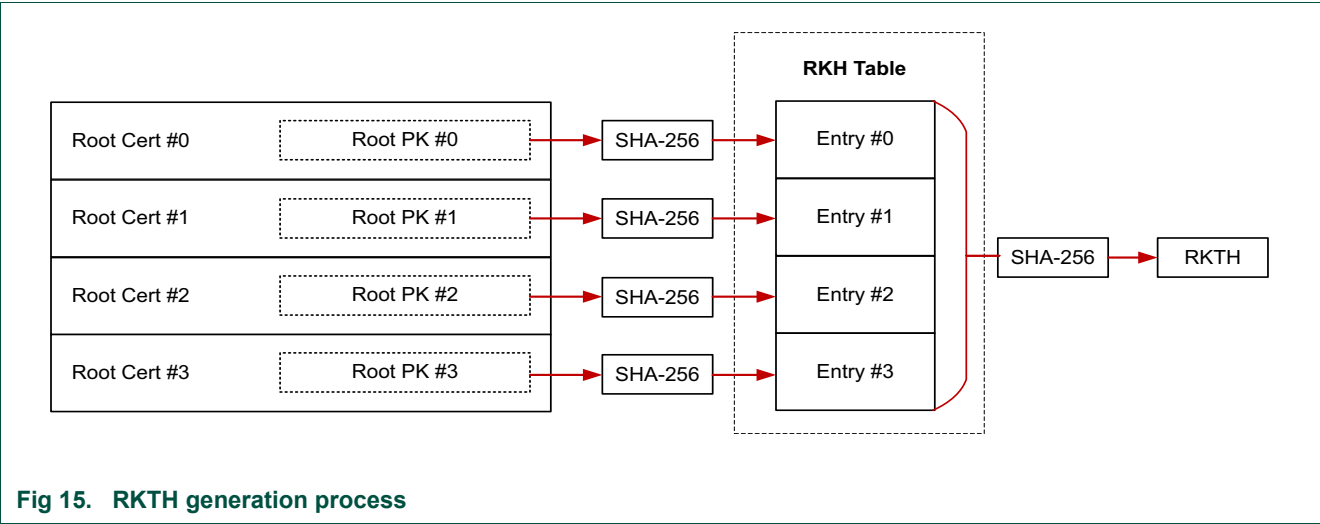 RKH Table
Root Cert #0 Root PK #0 SHA-256 Entry #0
Root Cert #1 Root PK #1 SHA-256 Entry #1
SHA-256 RKTH
Root Cert #2 Root PK #2 SHA-256 Entry #2
Root Cert #3 Root PK #3 SHA-256 Entry #3
Fig 15. RKTH generation process